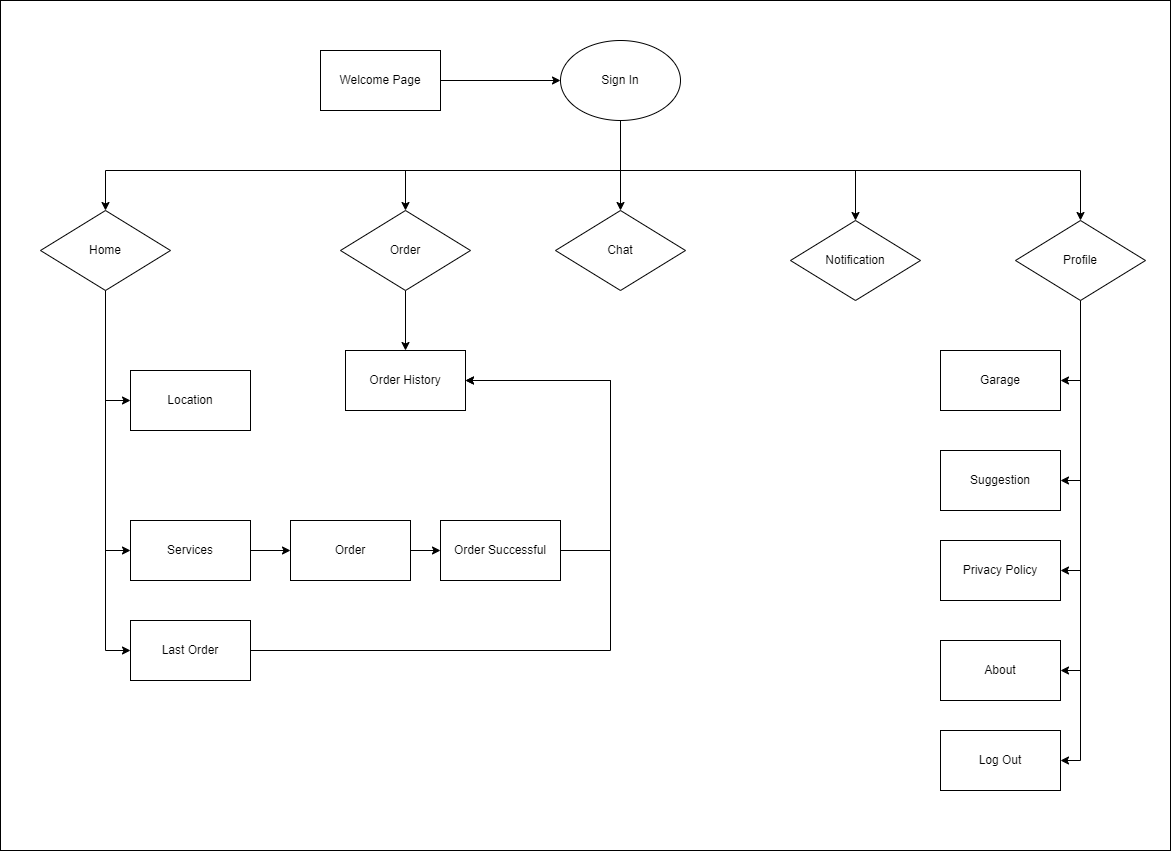 Welcome Page
Sign In
Home
Order
Chat
Notification
Profile
Order History
Garage
Location
Suggestion
Services
Order
Order Successful
Privacy Policy
Last Order
About
Log Out